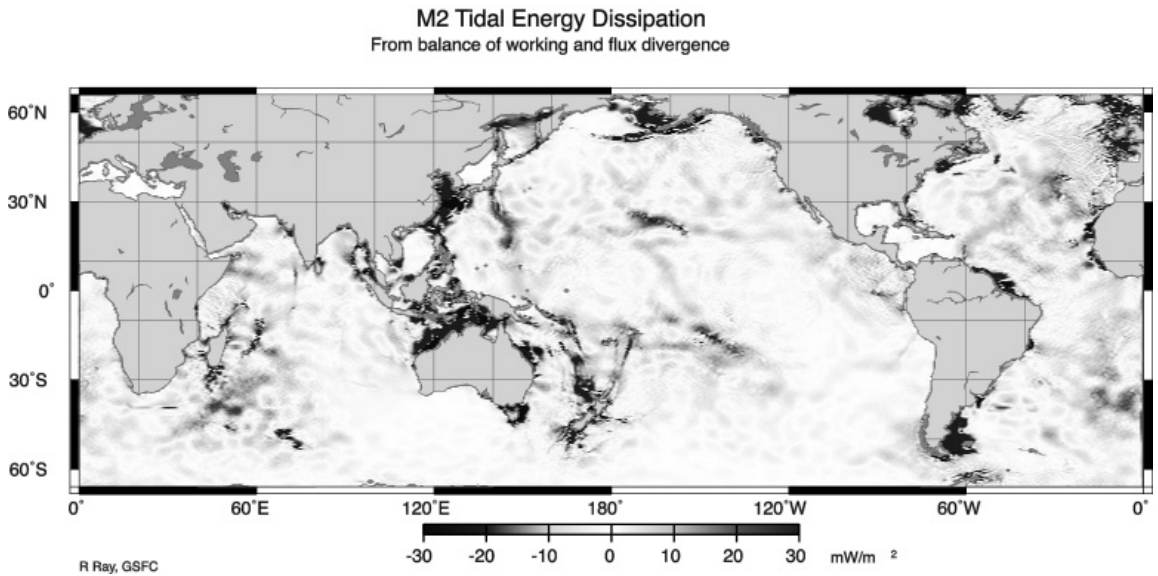 M2 Tidal Energy Dissipation
From balance of working and flux divergence
60˚N
30˚N
0˚
30˚S
60˚S
0˚ 60˚E 120˚E 180˚ 120˚W 60˚W 0˚
-30 -20 -10 0 10 20 30 mW/m 2
R Ray, GSFC